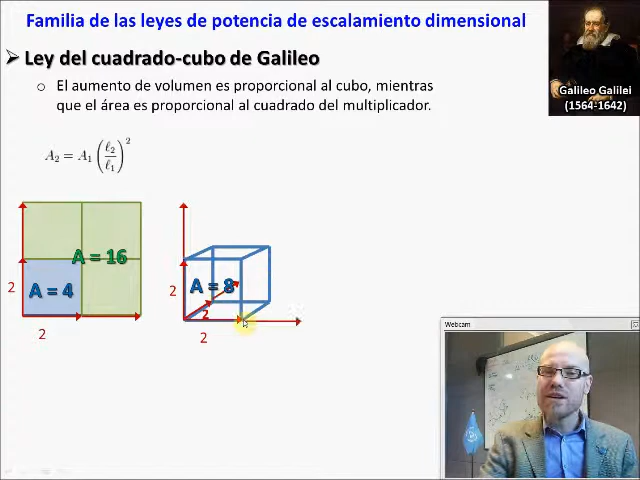 Familia de las leyes de potencia de escalamiento dimensional
Ley del cuadrado-cubo de Galileo
El aumento de volumen es proporcional al cubo, mientras
que el área es proporcional al cuadrado del multiplicador.
Galileo Galilei
(1564-1642)
A₂ = A₁ (ℓ₂/ℓ₁)²
A = 16
2
A = 4
2
2
A = 8
2
2
Webcam